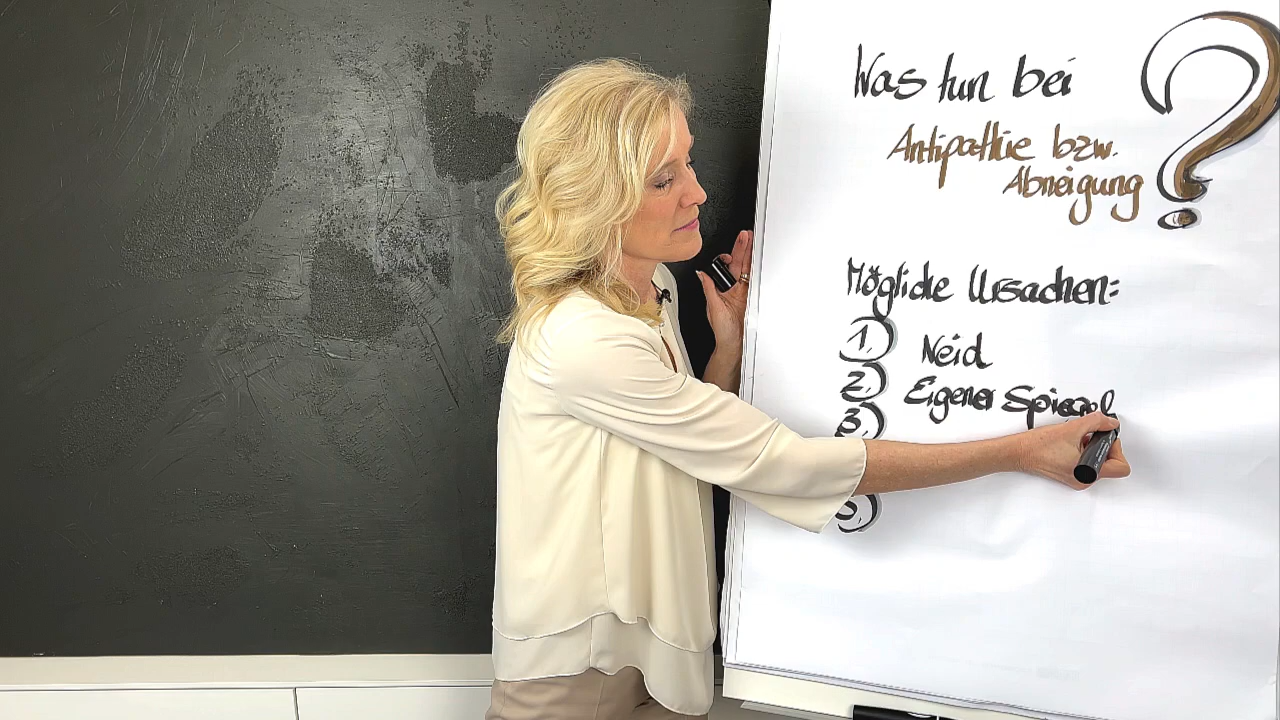 Was tun bei
Antipathie bzw.
Abneigung ?
Mögliche Ursachen:
1. Neid
2. Eigener Spiegel
3.
5.